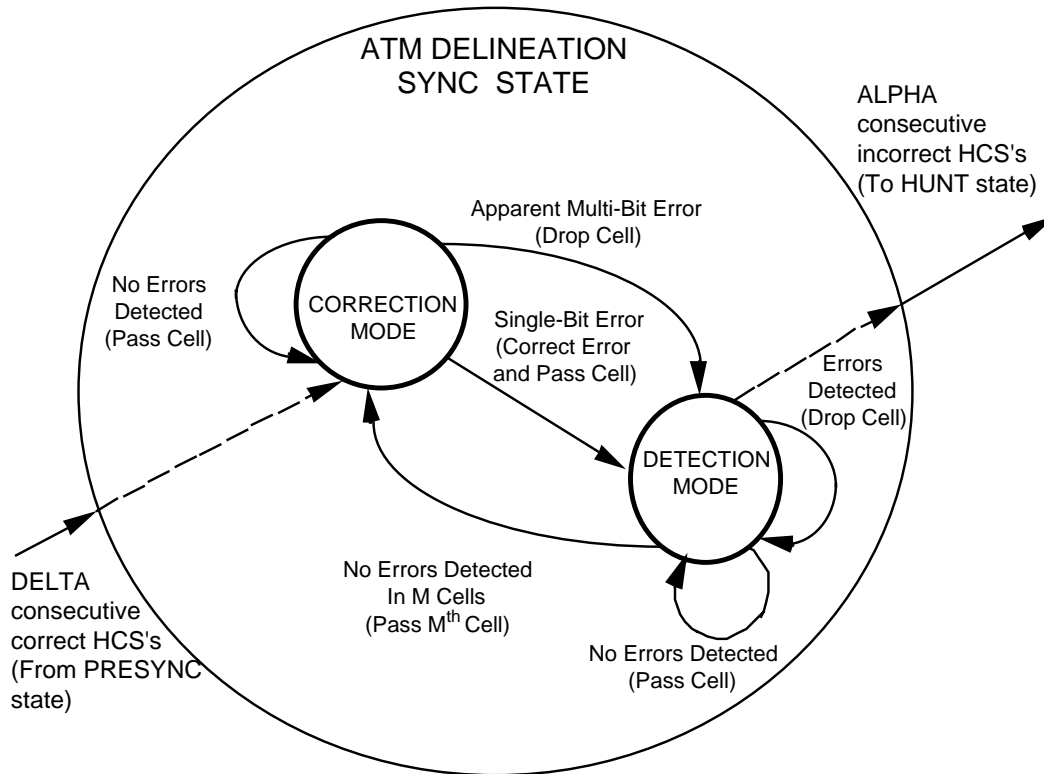 ATM DELINEATION
SYNC STATE
ALPHA
consecutive
incorrect HCS's
(To HUNT state)
Apparent Multi-Bit Error
(Drop Cell)
No Errors
Detected
(Pass Cell)
CORRECTION
MODE
Single-Bit Error
(Correct Error
and Pass Cell)
Errors
Detected
(Drop Cell)
DETECTION
MODE
DELTA
consecutive
correct HCS's
(From PRESYNC
state)
No Errors Detected
In M Cells
(Pass Mth Cell)
No Errors Detected
(Pass Cell)